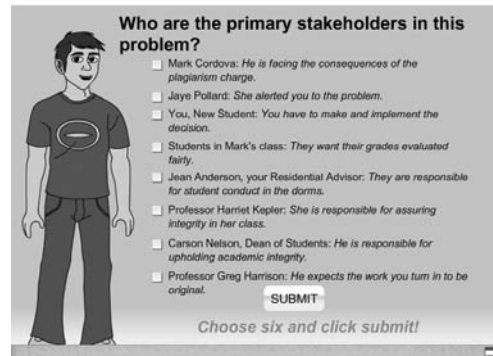 Who are the primary stakeholders in this
problem?
Mark Cordova: He is facing the consequences of the
plagiarism charge.
Jaye Pollard: She alerted you to the problem.
You, New Student: You have to make and implement the
decision.
Students in Mark's class: They want their grades evaluated
fairly.
Jean Anderson, your Residential Advisor: They are responsible
for student conduct in the dorms.
Professor Harriet Kepler: She is responsible for assuring
integrity in her class.
Carson Nelson, Dean of Students: He is responsible for
upholding academic integrity.
Professor Greg Harrison: He expects the work you turn in to be
original.
SUBMIT
Choose six and click submit!